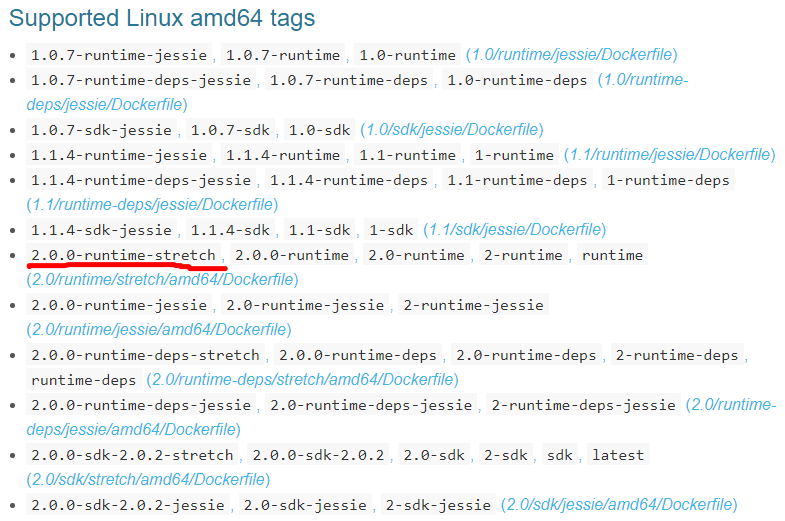 Supported Linux amd64 tags
1.0.7-runtime-jessie, 1.0.7-runtime, 1.0-runtime (1.0/runtime/jessie/Dockerfile)
1.0.7-runtime-deps-jessie, 1.0.7-runtime-deps, 1.0-runtime-deps (1.0/runtime-
deps/jessie/Dockerfile)
1.0.7-sdk-jessie, 1.0.7-sdk, 1.0-sdk (1.0/sdk/jessie/Dockerfile)
1.1.4-runtime-jessie, 1.1.4-runtime, 1.1-runtime, 1-runtime (1.1/runtime/jessie/Dockerfile)
1.1.4-runtime-deps-jessie, 1.1.4-runtime-deps, 1.1-runtime-deps, 1-runtime-deps
(1.1/runtime-deps/jessie/Dockerfile)
1.1.4-sdk-jessie, 1.1.4-sdk, 1.1-sdk, 1-sdk (1.1/sdk/jessie/Dockerfile)
2.0.0-runtime-stretch, 2.0.0-runtime, 2.0-runtime, 2-runtime, runtime
(2.0/runtime/stretch/amd64/Dockerfile)
2.0.0-runtime-jessie, 2.0-runtime-jessie, 2-runtime-jessie
(2.0/runtime/jessie/amd64/Dockerfile)
2.0.0-runtime-deps-stretch, 2.0.0-runtime-deps, 2.0-runtime-deps, 2-runtime-deps,
runtime-deps (2.0/runtime-deps/stretch/amd64/Dockerfile)
2.0.0-runtime-deps-jessie, 2.0-runtime-deps-jessie, 2-runtime-deps-jessie (2.0/runtime-
deps/jessie/amd64/Dockerfile)
2.0.0-sdk-2.0.2-stretch, 2.0.0-sdk-2.0.2, 2.0-sdk, 2-sdk, sdk, latest
(2.0/sdk/stretch/amd64/Dockerfile)
2.0.0-sdk-2.0.2-jessie, 2.0-sdk-jessie, 2-sdk-jessie (2.0/sdk/jessie/amd64/Dockerfile)